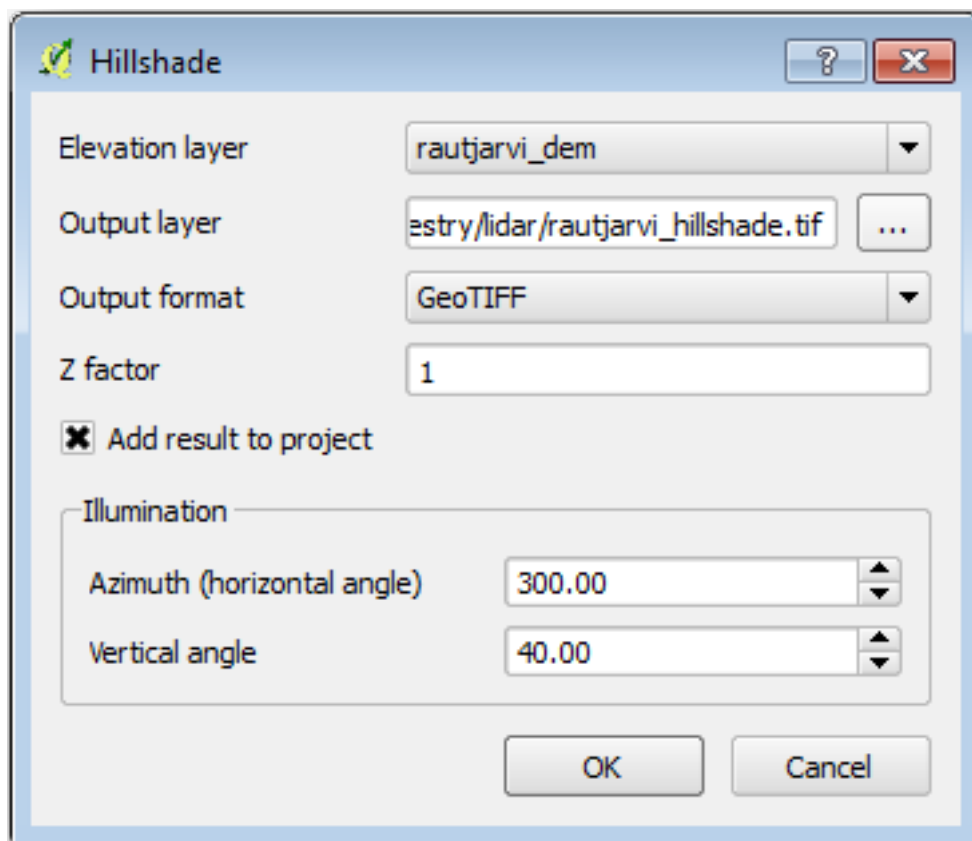 Hillshade
Elevation layer rautjarvi_dem
Output layer estry/lidar/rautjarvi_hillshade.tif ...
Output format GeoTIFF
Z factor 1
Add result to project
Illumination
Azimuth (horizontal angle) 300.00
Vertical angle 40.00
OK Cancel